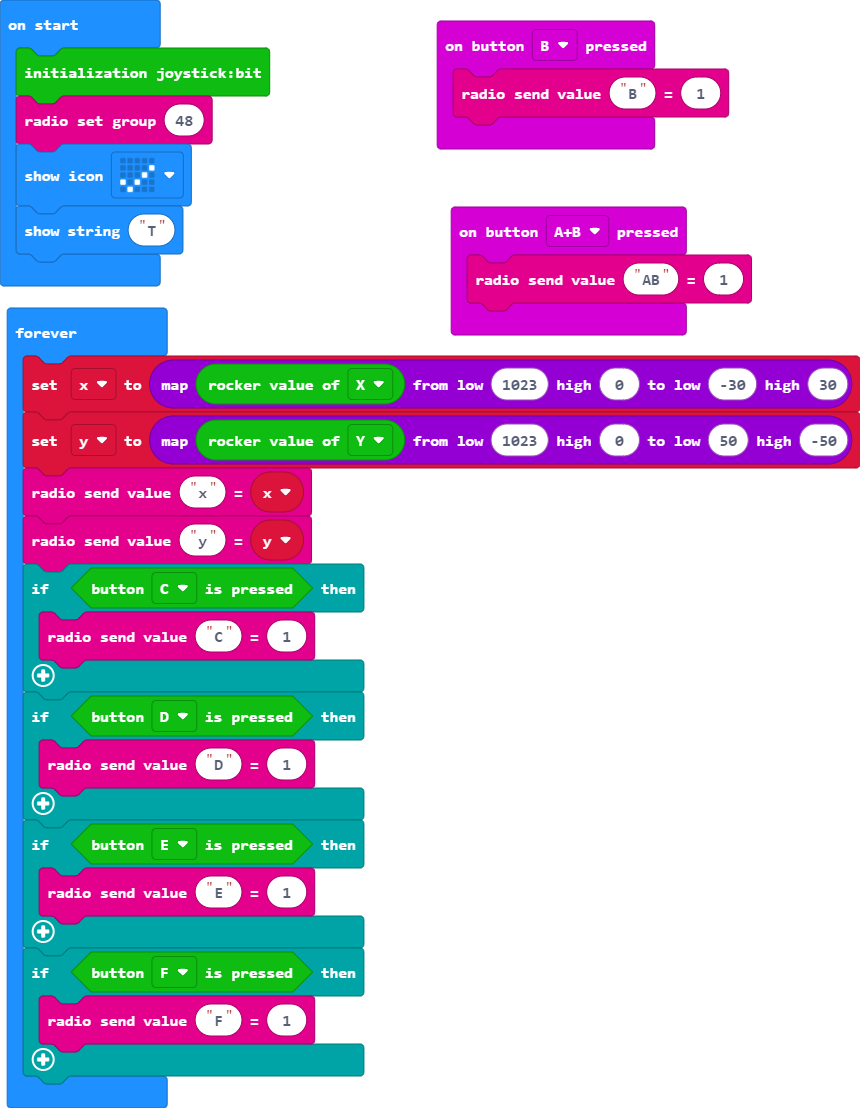 on start
initialization joystick:bit
radio set group 48
show icon
show string "T"
on button B pressed
radio send value "B" = 1
on button A+B pressed
radio send value "AB" = 1
forever
set x to map rocker value of X from low 1023 high 0 to low -30 high 30
set y to map rocker value of Y from low 1023 high 0 to low 50 high -50
radio send value "x" = x
radio send value "y" = y
if button C is pressed then
radio send value "C" = 1
if button D is pressed then
radio send value "D" = 1
if button E is pressed then
radio send value "E" = 1
if button F is pressed then
radio send value "F" = 1